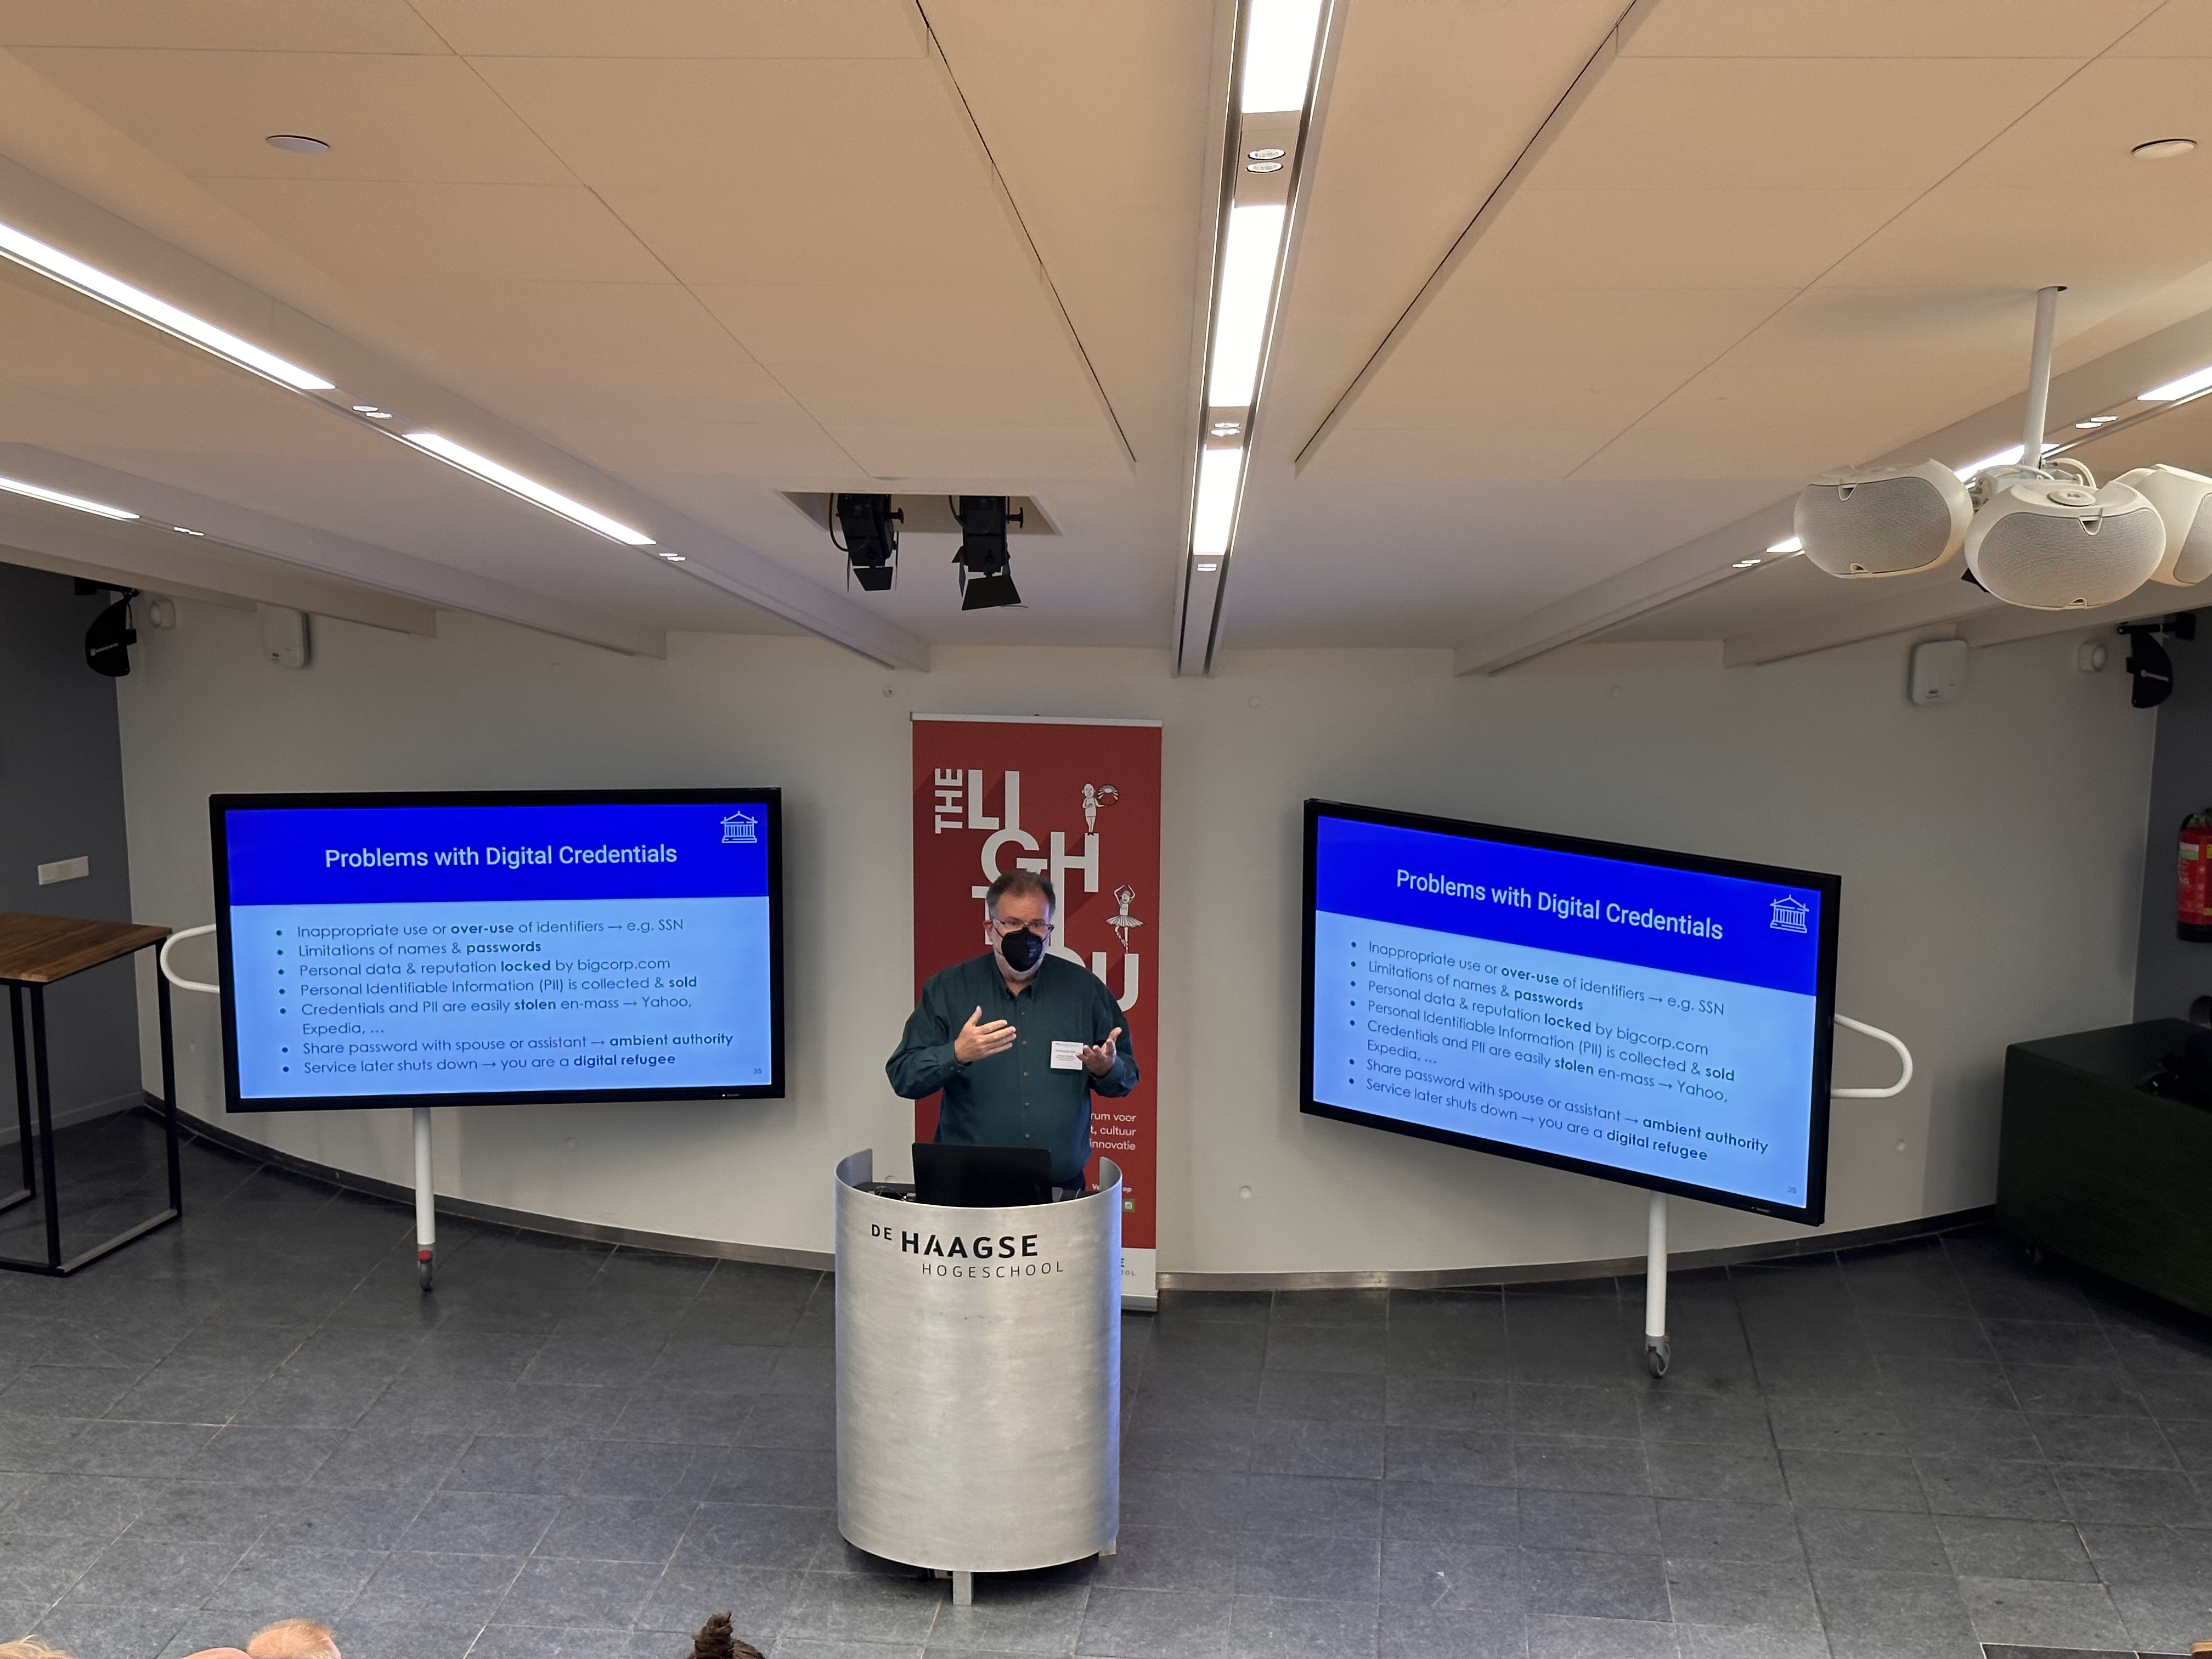 Problems with Digital Credentials
• Inappropriate use or over-use of identifiers → e.g. SSN
• Limitations of names & passwords
• Personal data & reputation locked by bigcorp.com
• Personal Identifiable Information (PII) is collected & sold
• Credentials and PII are easily stolen en-mass → Yahoo,
Expedia, ...
• Share password with spouse or assistant → ambient authority
• Service later shuts down → you are a digital refugee
35
THE
LI
GH
U
rum voor
t, cultuur
innovatie
DE HAAGSE
HOGESCHOOL
Problems with Digital Credentials
• Inappropriate use or over-use of identifiers → e.g. SSN
• Limitations of names & passwords
• Personal data & reputation locked by bigcorp.com
• Personal Identifiable Information (PII) is collected & sold
• Credentials and PII are easily stolen en-mass → Yahoo,
Expedia, ...
• Share password with spouse or assistant → ambient authority
• Service later shuts down → you are a digital refugee
35